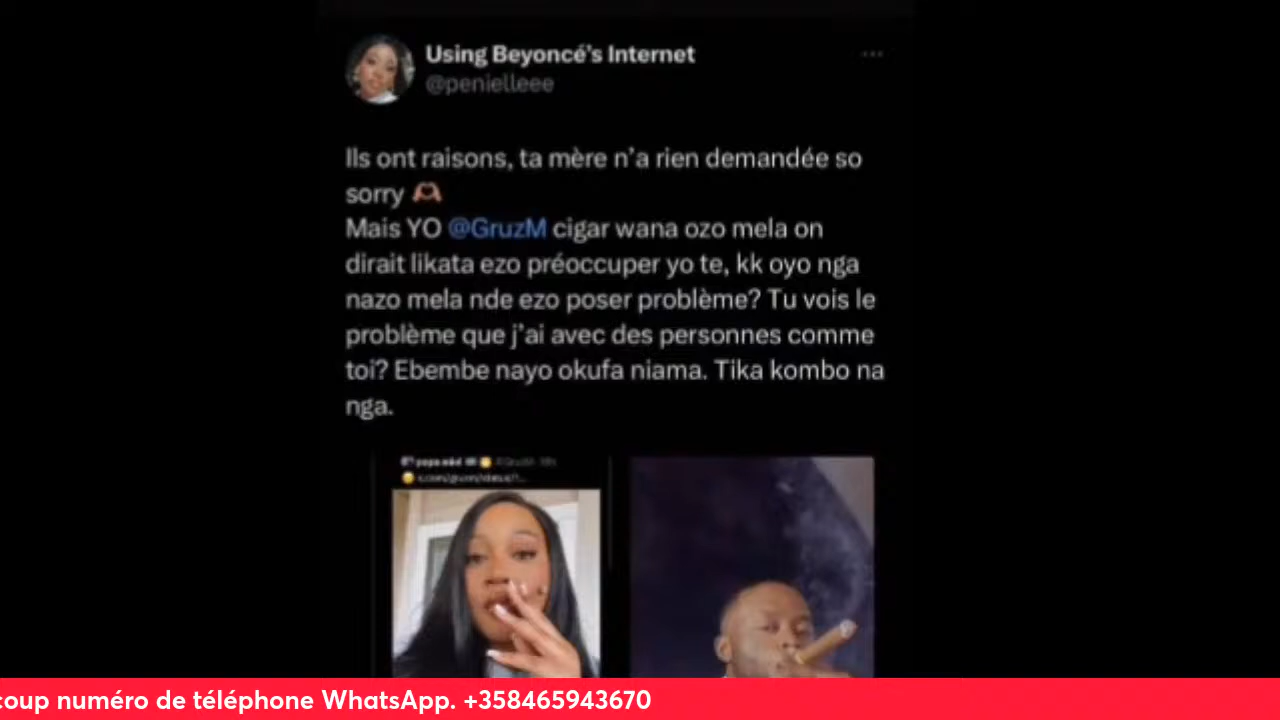 Using Beyoncé's Internet
@penielleee
Ils ont raisons, ta mère n'a rien demandée so
sorry 🫶🏽
Mais YO @GruzM cigar wana ozo mela on
dirait likata ezo préoccuper yo te, kk oyo nga
nazo mela nde ezo poser problème? Tu vois le
problème que j'ai avec des personnes comme
toi? Ebembe nayo okufa niama. Tika kombo na
nga.
coup numéro de téléphone WhatsApp. +358465943670